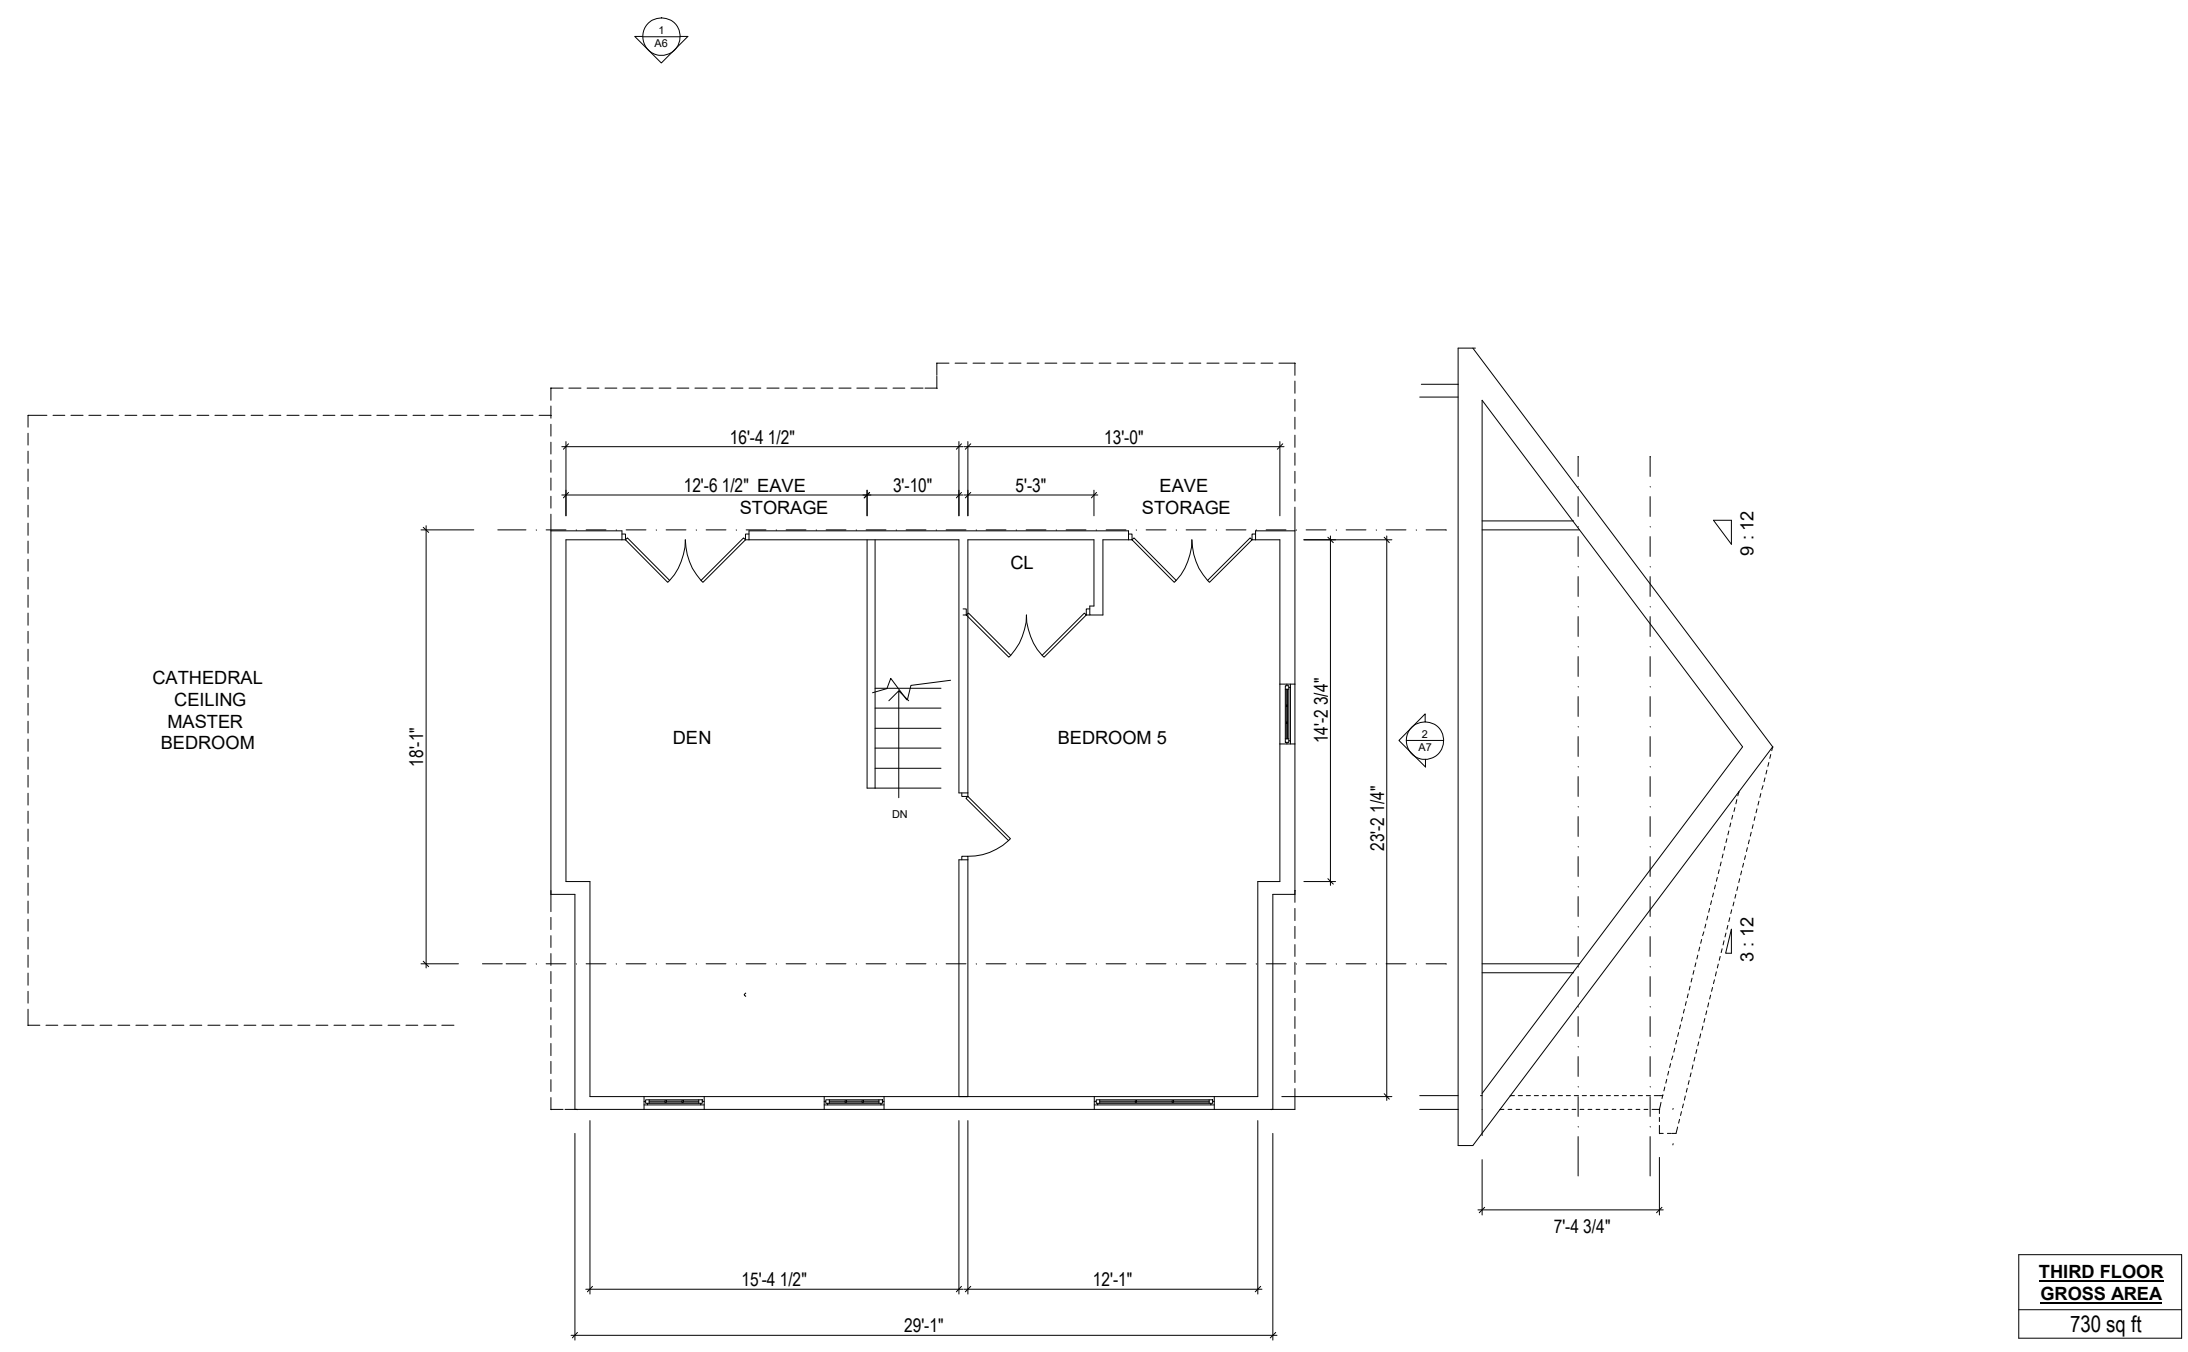 1
A6
16'-4 1/2"
13'-0"
12'-6 1/2"
EAVE
STORAGE
3'-10"
5'-3"
EAVE
STORAGE
9 : 12
CL
CATHEDRAL
CEILING
MASTER
BEDROOM
18'-1"
DEN
BEDROOM 5
14'-2 3/4"
2
A7
23'-2 1/4"
DN
3 : 12
7'-4 3/4"
15'-4 1/2"
12'-1"
29'-1"
THIRD FLOOR
GROSS AREA
730 sq ft